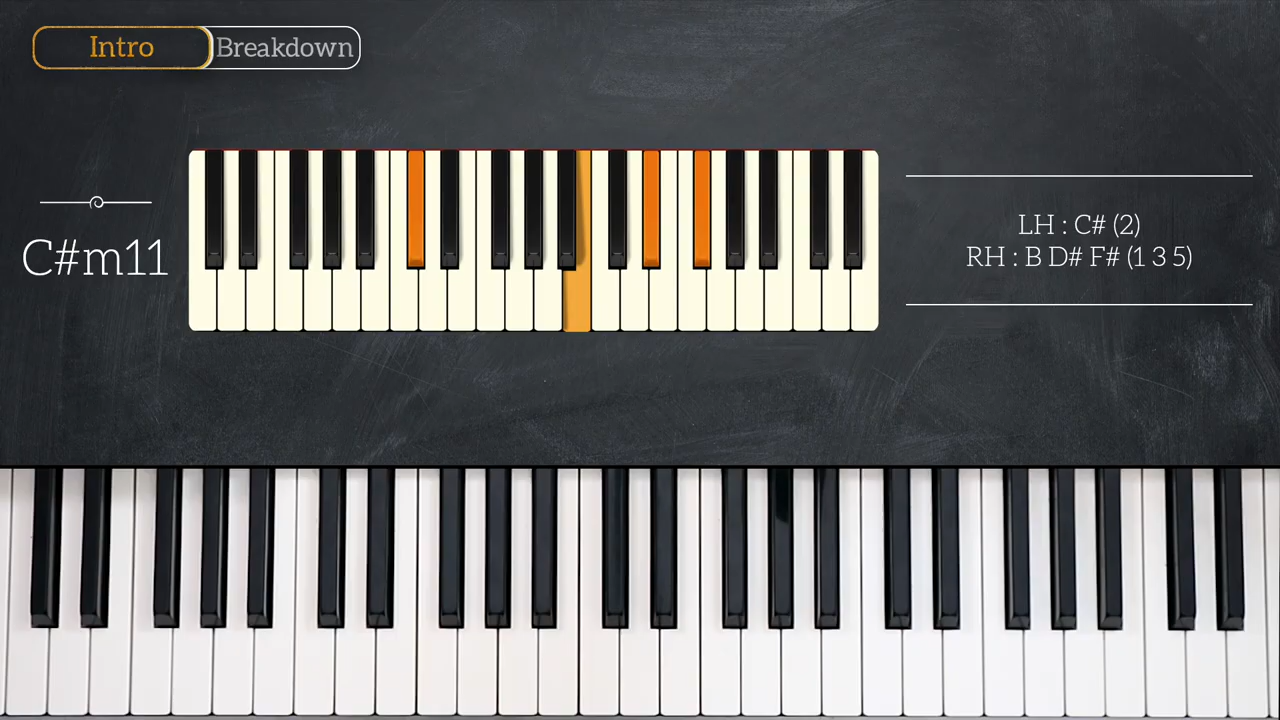 Intro Breakdown
C#m11
LH : C# (2)
RH : B D# F# (1 3 5)